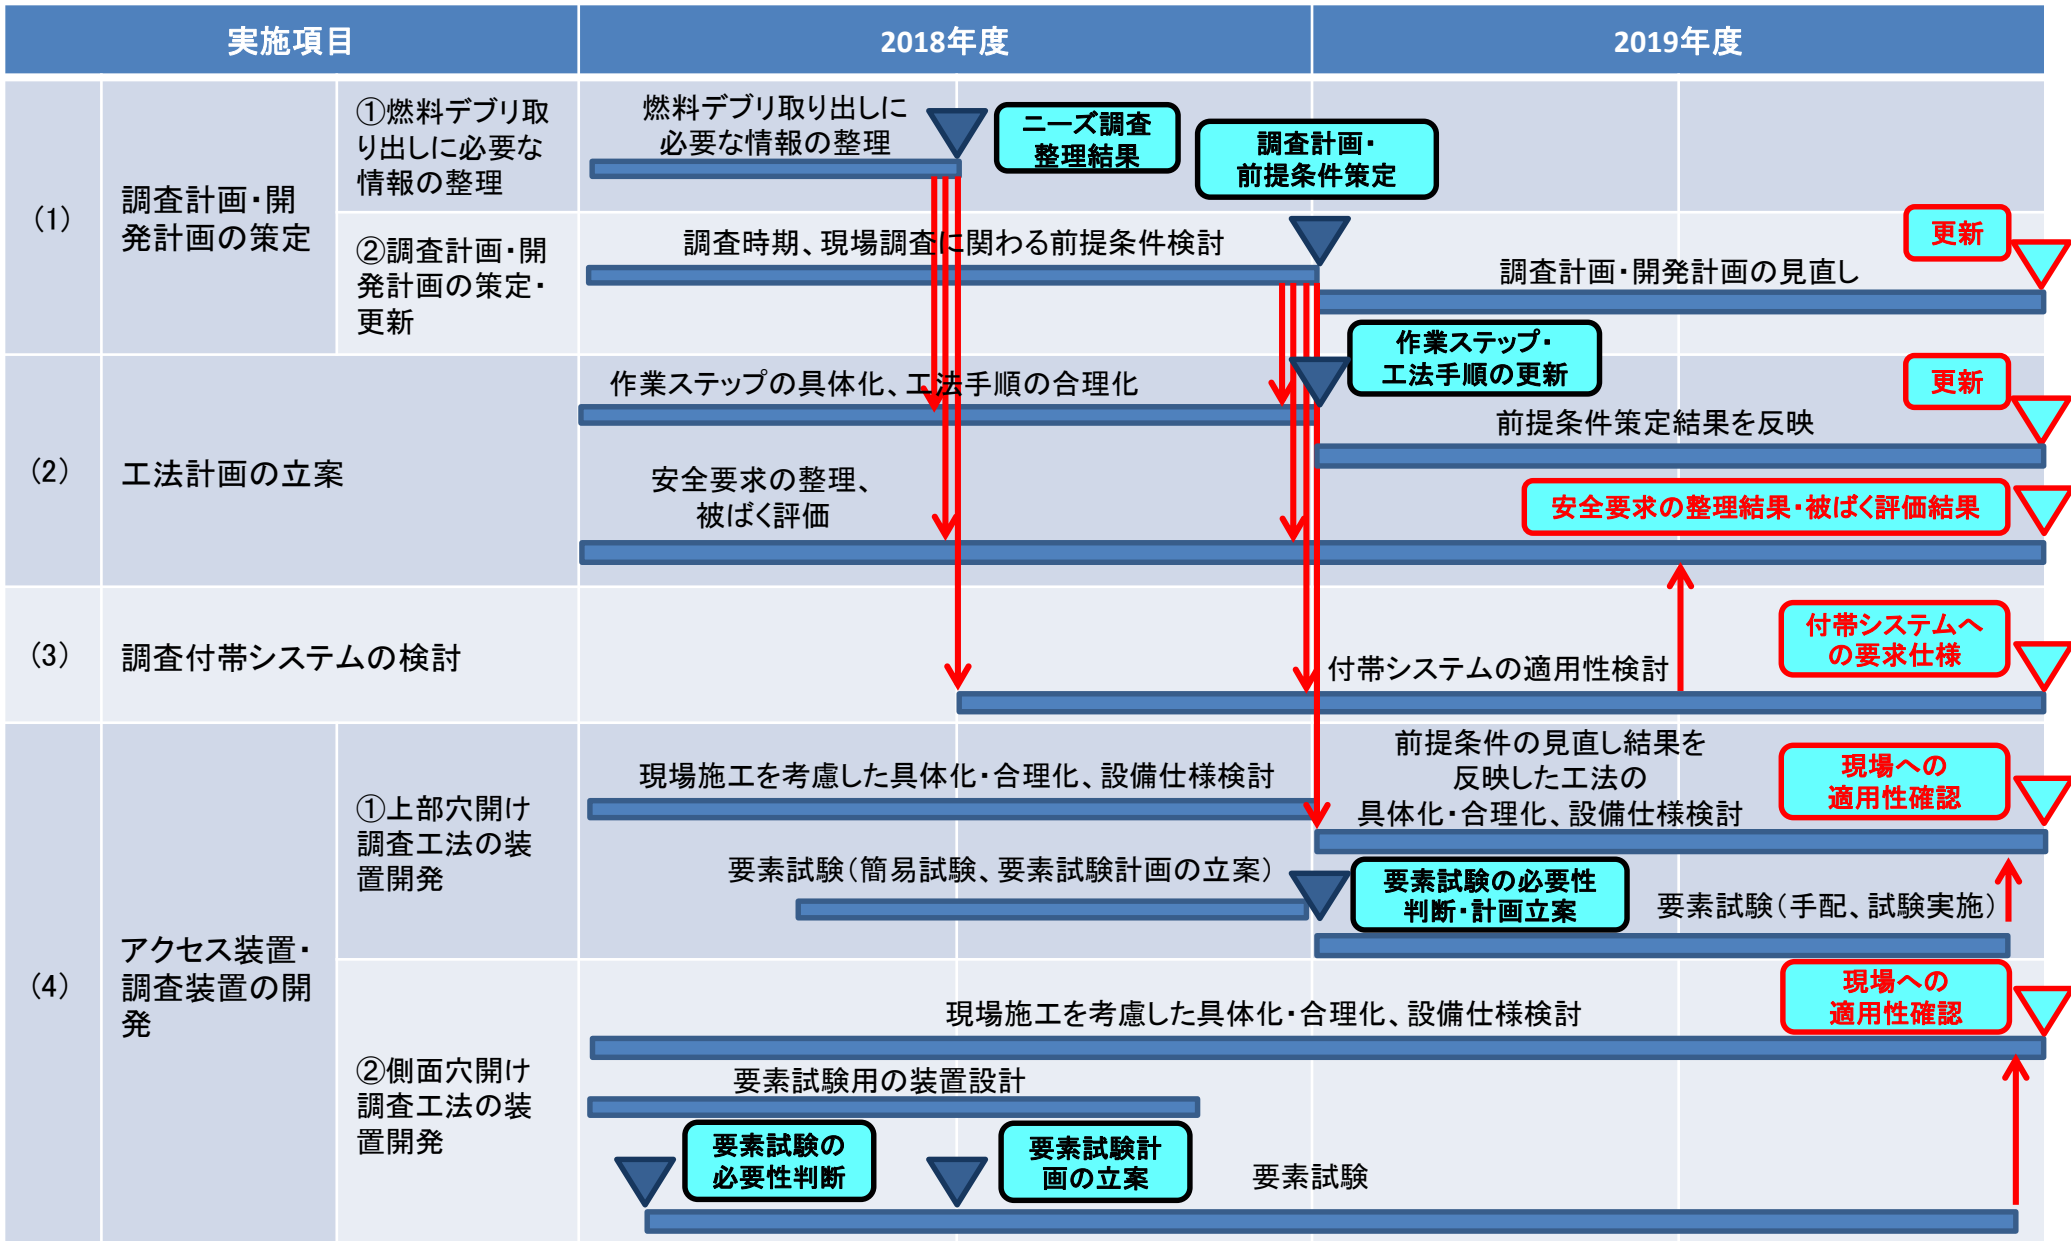 実施項目
2018年度
2019年度
(1)
調査計画・開
発計画の策定
①燃料デブリ取
り出しに必要な
情報の整理
燃料デブリ取り出しに
必要な情報の整理
ニーズ調査
整理結果
調査計画・
前提条件策定
②調査計画・開
発計画の策定・
更新
調査時期、現場調査に関わる前提条件検討
調査計画・開発計画の見直し
更新
(2)
工法計画の立案
作業ステップの具体化、工法手順の合理化
作業ステップ・
工法手順の更新
前提条件策定結果を反映
更新
安全要求の整理、
被ばく評価
安全要求の整理結果・被ばく評価結果
(3)
調査付帯システムの検討
付帯システムの適用性検討
付帯システムへ
の要求仕様
(4)
アクセス装置・
調査装置の開
発
①上部穴開け
調査工法の装
置開発
現場施工を考慮した具体化・合理化、設備仕様検討
前提条件の見直し結果を
反映した工法の
具体化・合理化、設備仕様検討
現場への
適用性確認
要素試験(簡易試験、要素試験計画の立案)
要素試験の必要性
判断・計画立案
要素試験(手配、試験実施)
②側面穴開け
調査工法の装
置開発
現場施工を考慮した具体化・合理化、設備仕様検討
現場への
適用性確認
要素試験用の装置設計
要素試験の
必要性判断
要素試験計
画の立案
要素試験